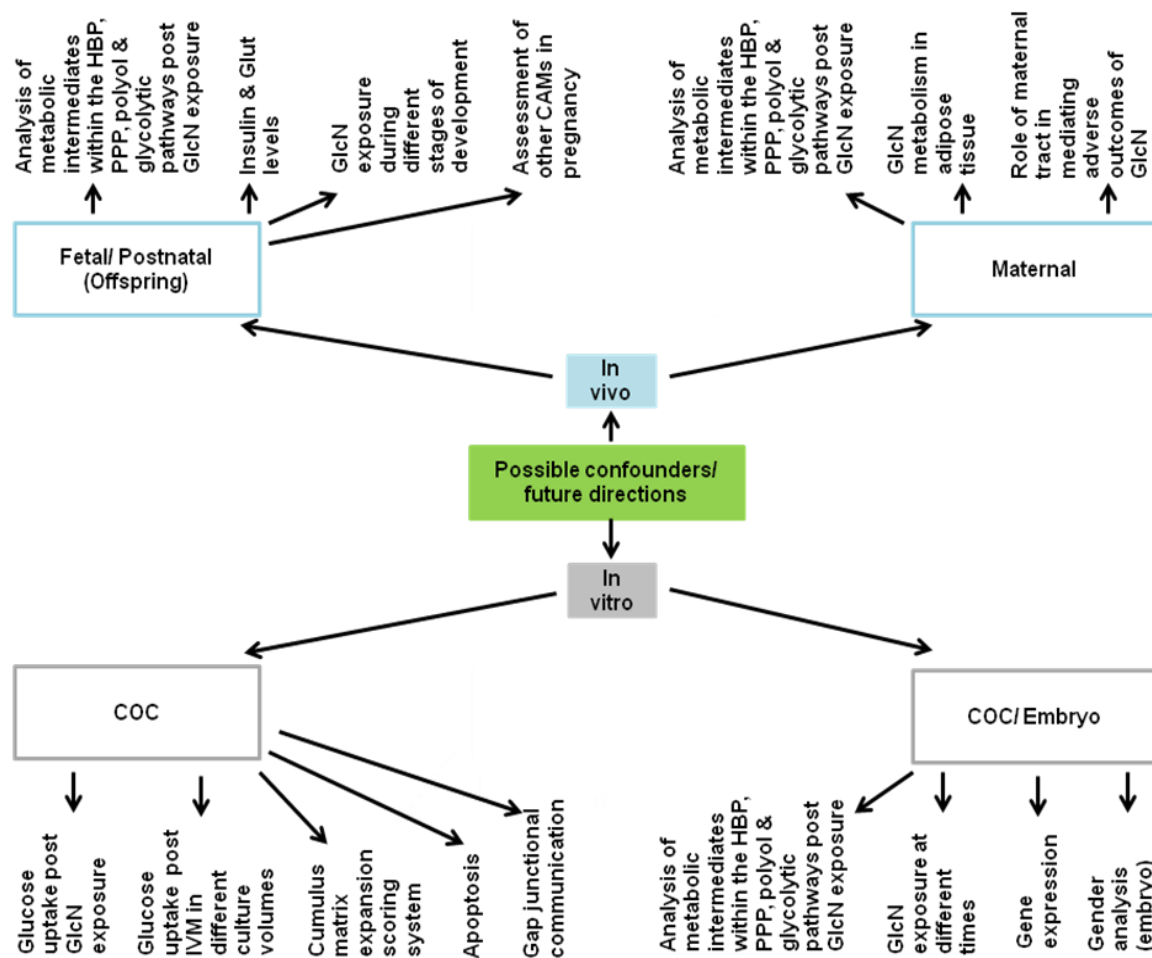 Analysis of
metabolic
intermediates
within the HBP,
PPP, polyol &
glycolytic
pathways post
GlcN exposure
Insulin & Glut
levels
GlcN
exposure
during
different
stages of
development
Assessment of
other CAMs in
pregnancy
Analysis of
metabolic
intermediates
within the HBP,
PPP, polyol &
glycolytic
pathways post
GlcN exposure
GlcN
metabolism in
adipose
tissue
Role of maternal
tract in
mediating
adverse
outcomes of
GlcN
Fetal/ Postnatal
(Offspring)
Maternal
In
vivo
Possible confounders/
future directions
In
vitro
COC
COC/ Embryo
Glucose
uptake post
GlcN
exposure
Glucose
uptake post
IVM in
different
culture
volumes
Cumulus
matrix
expansion
scoring
system
Apoptosis
Gap junctional
communication
Analysis of
metabolic
intermediates
within the HBP,
PPP, polyol &
glycolytic
pathways post
GlcN exposure
GlcN
exposure at
different
times
Gene
expression
Gender
analysis
(embryo)